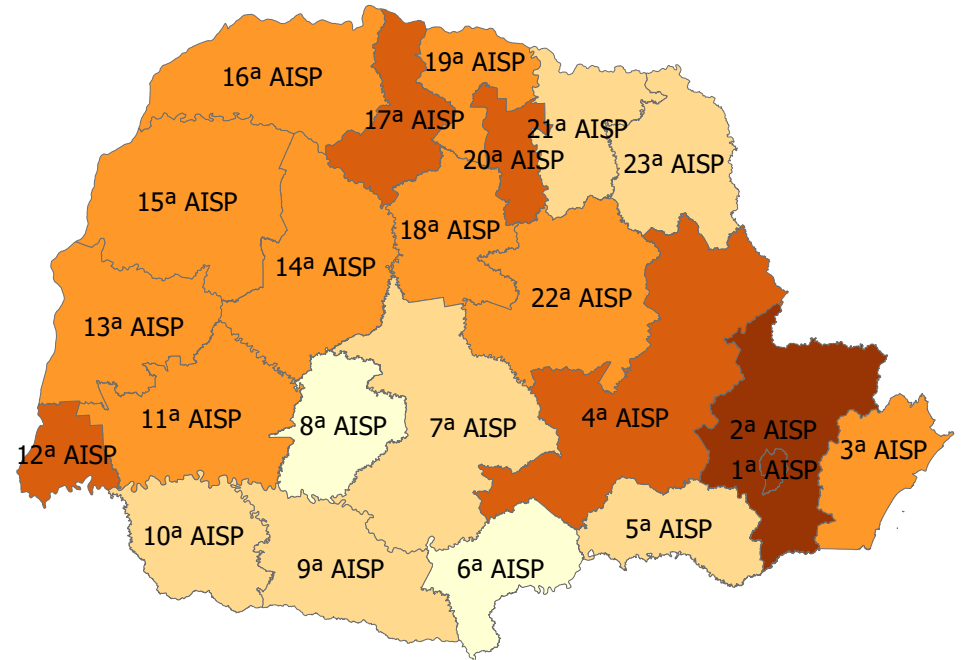 19ª AISP
16ª AISP
17ª AISP
21ª AISP
20ª AISP
23ª AISP
15ª AISP
18ª AISP
14ª AISP
22ª AISP
13ª AISP
11ª AISP
8ª AISP
7ª AISP
4ª AISP
2ª AISP
3ª AISP
12ª AISP
1ª AISP
5ª AISP
10ª AISP
9ª AISP
6ª AISP